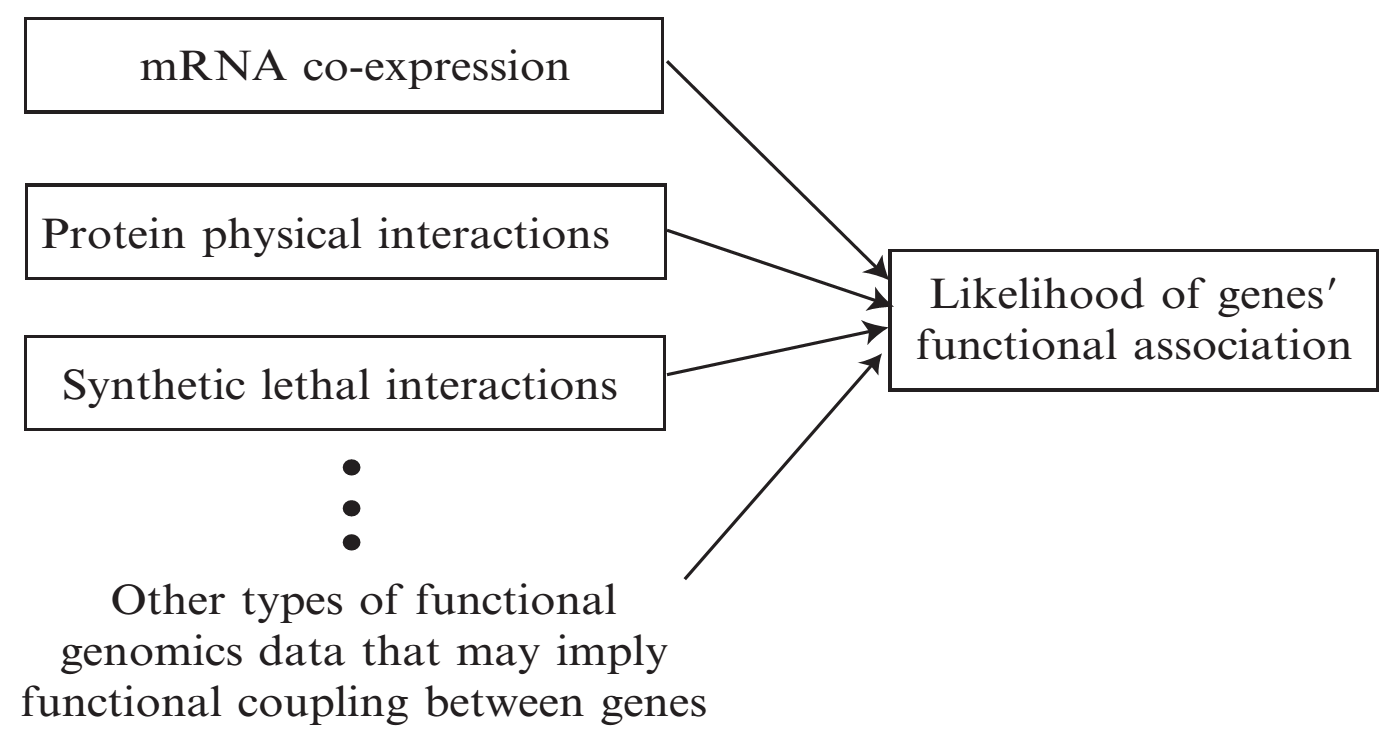 mRNA co-expression
Protein physical interactions
Synthetic lethal interactions
Other types of functional
genomics data that may imply
functional coupling between genes
Likelihood of genes′
functional association